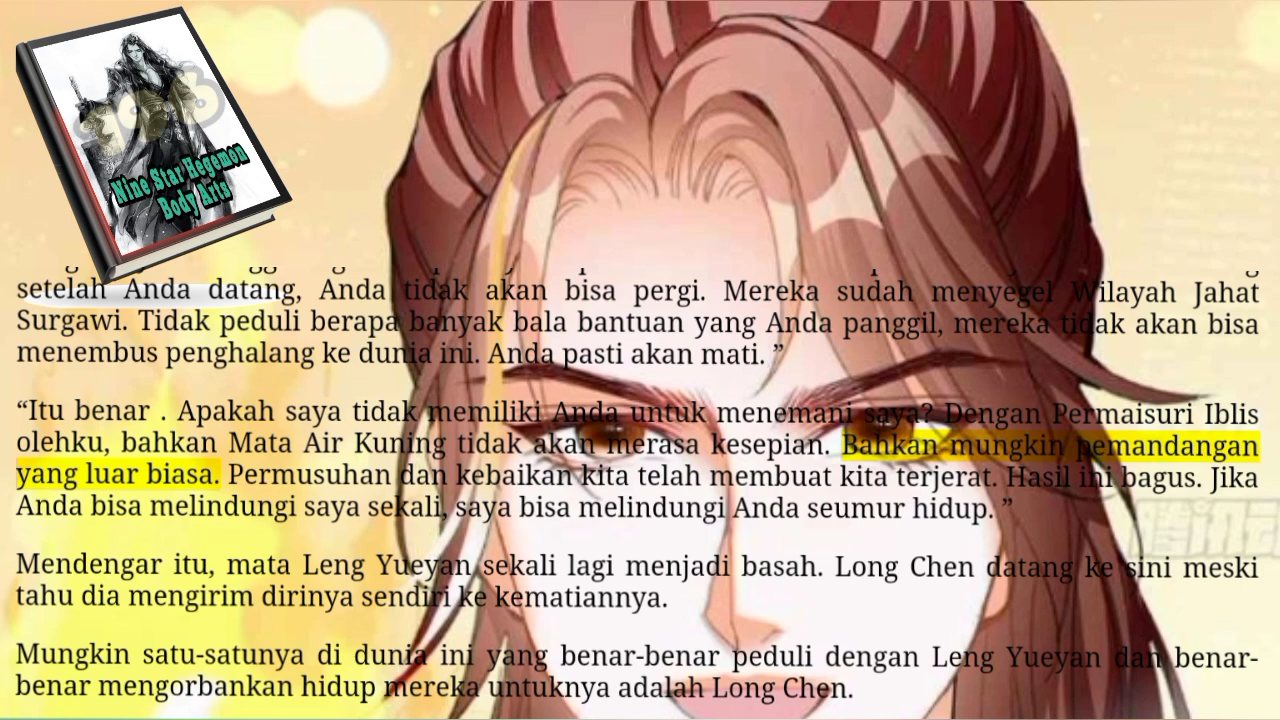 Nine Star Hegemon
Body Arts
setelah Anda datang, Anda tidak akan bisa pergi. Mereka sudah menyegel Wilayah Jahat
Surgawi. Tidak peduli berapa banyak bala bantuan yang Anda panggil, mereka tidak akan bisa
menembus penghalang ke dunia ini. Anda pasti akan mati. ”
“Itu benar . Apakah saya tidak memiliki Anda untuk menemani saya? Dengan Permaisuri Iblis
olehku, bahkan Mata Air Kuning tidak akan merasa kesepian. Bahkan mungkin pemandangan
yang luar biasa. Permusuhan dan kebaikan kita telah membuat kita terjerat. Hasil ini bagus. Jika
Anda bisa melindungi saya sekali, saya bisa melindungi Anda seumur hidup. ”
Mendengar itu, mata Leng Yueyan sekali lagi menjadi basah. Long Chen datang ke sini meski
tahu dia mengirim dirinya sendiri ke kematiannya.
Mungkin satu-satunya di dunia ini yang benar-benar peduli dengan Leng Yueyan dan benar-
benar mengorbankan hidup mereka untuknya adalah Long Chen.